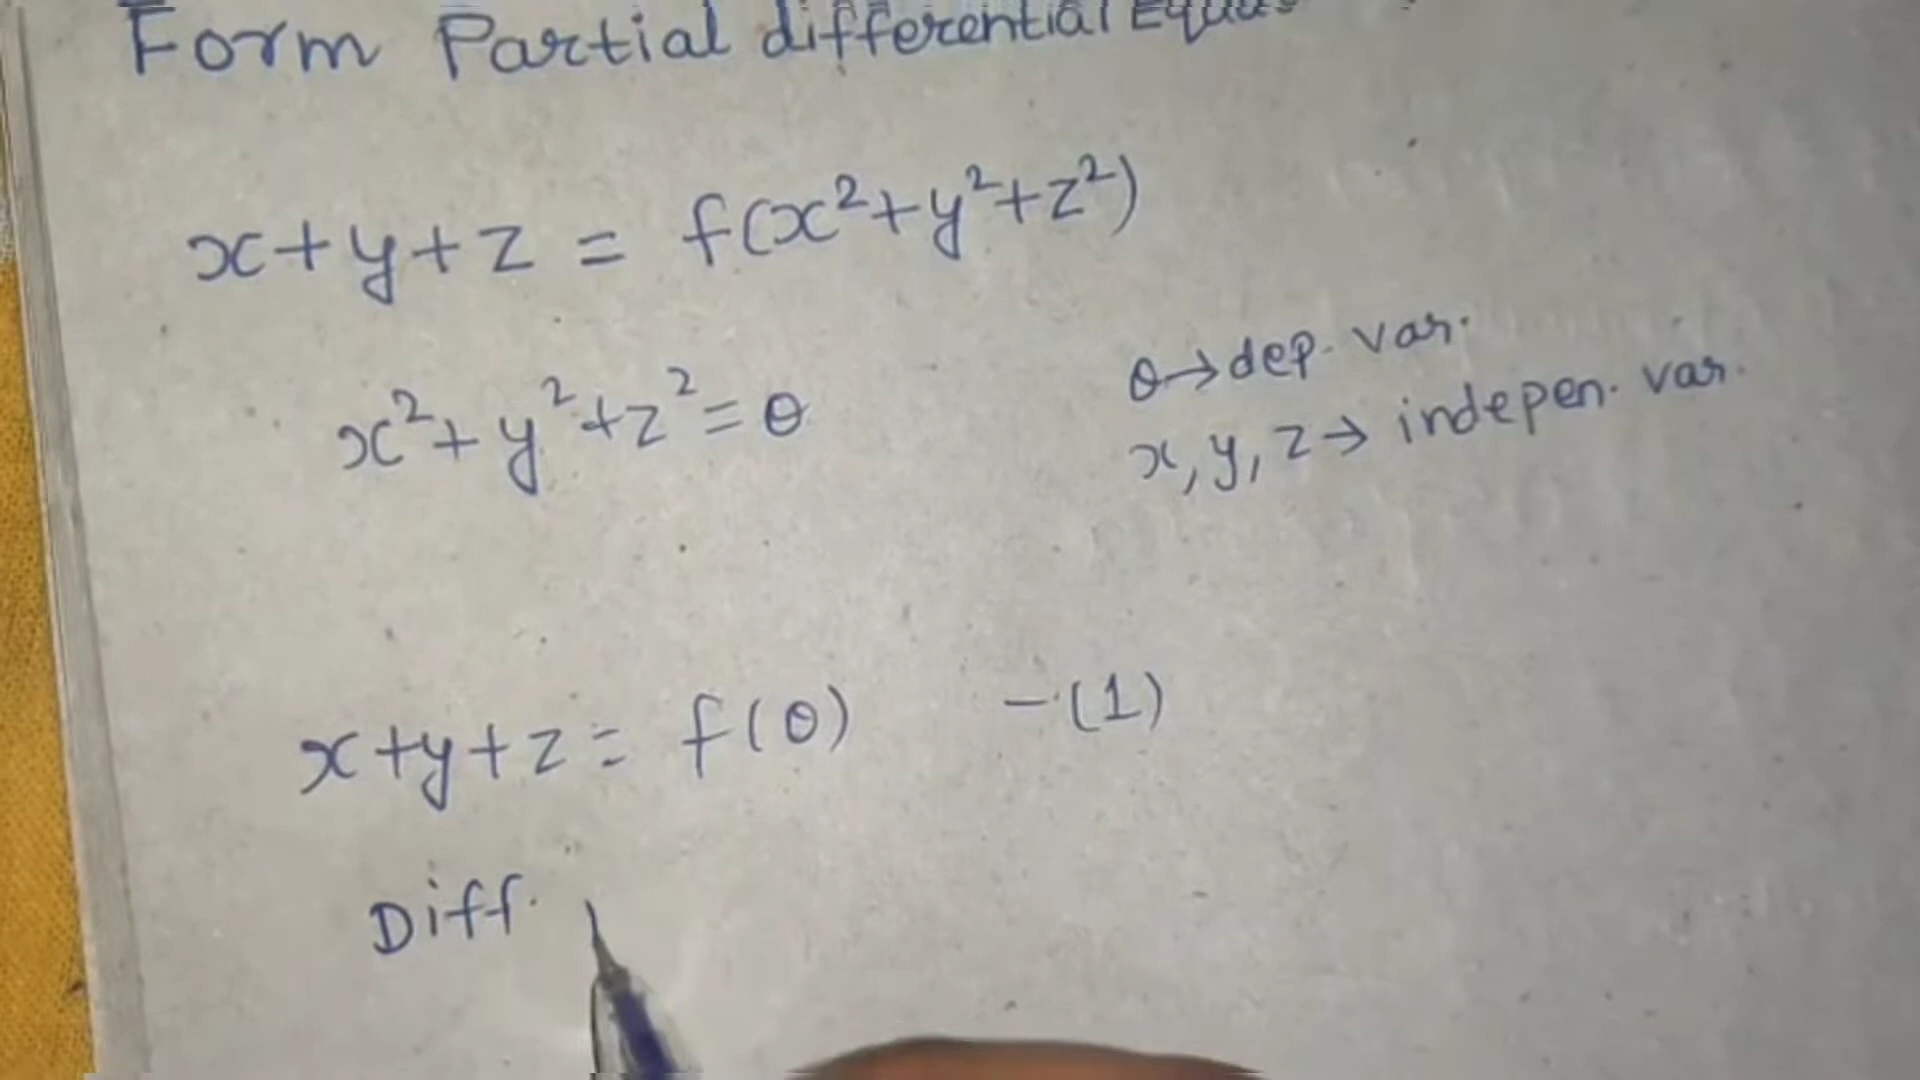 Form Partial differential
x+y+z = f(x²+y²+z²)
x²+y²+z²=θ
θ→dep. var.
x, y, z→ indepen. var.
x+y+z = f(θ) -(1)
Diff.